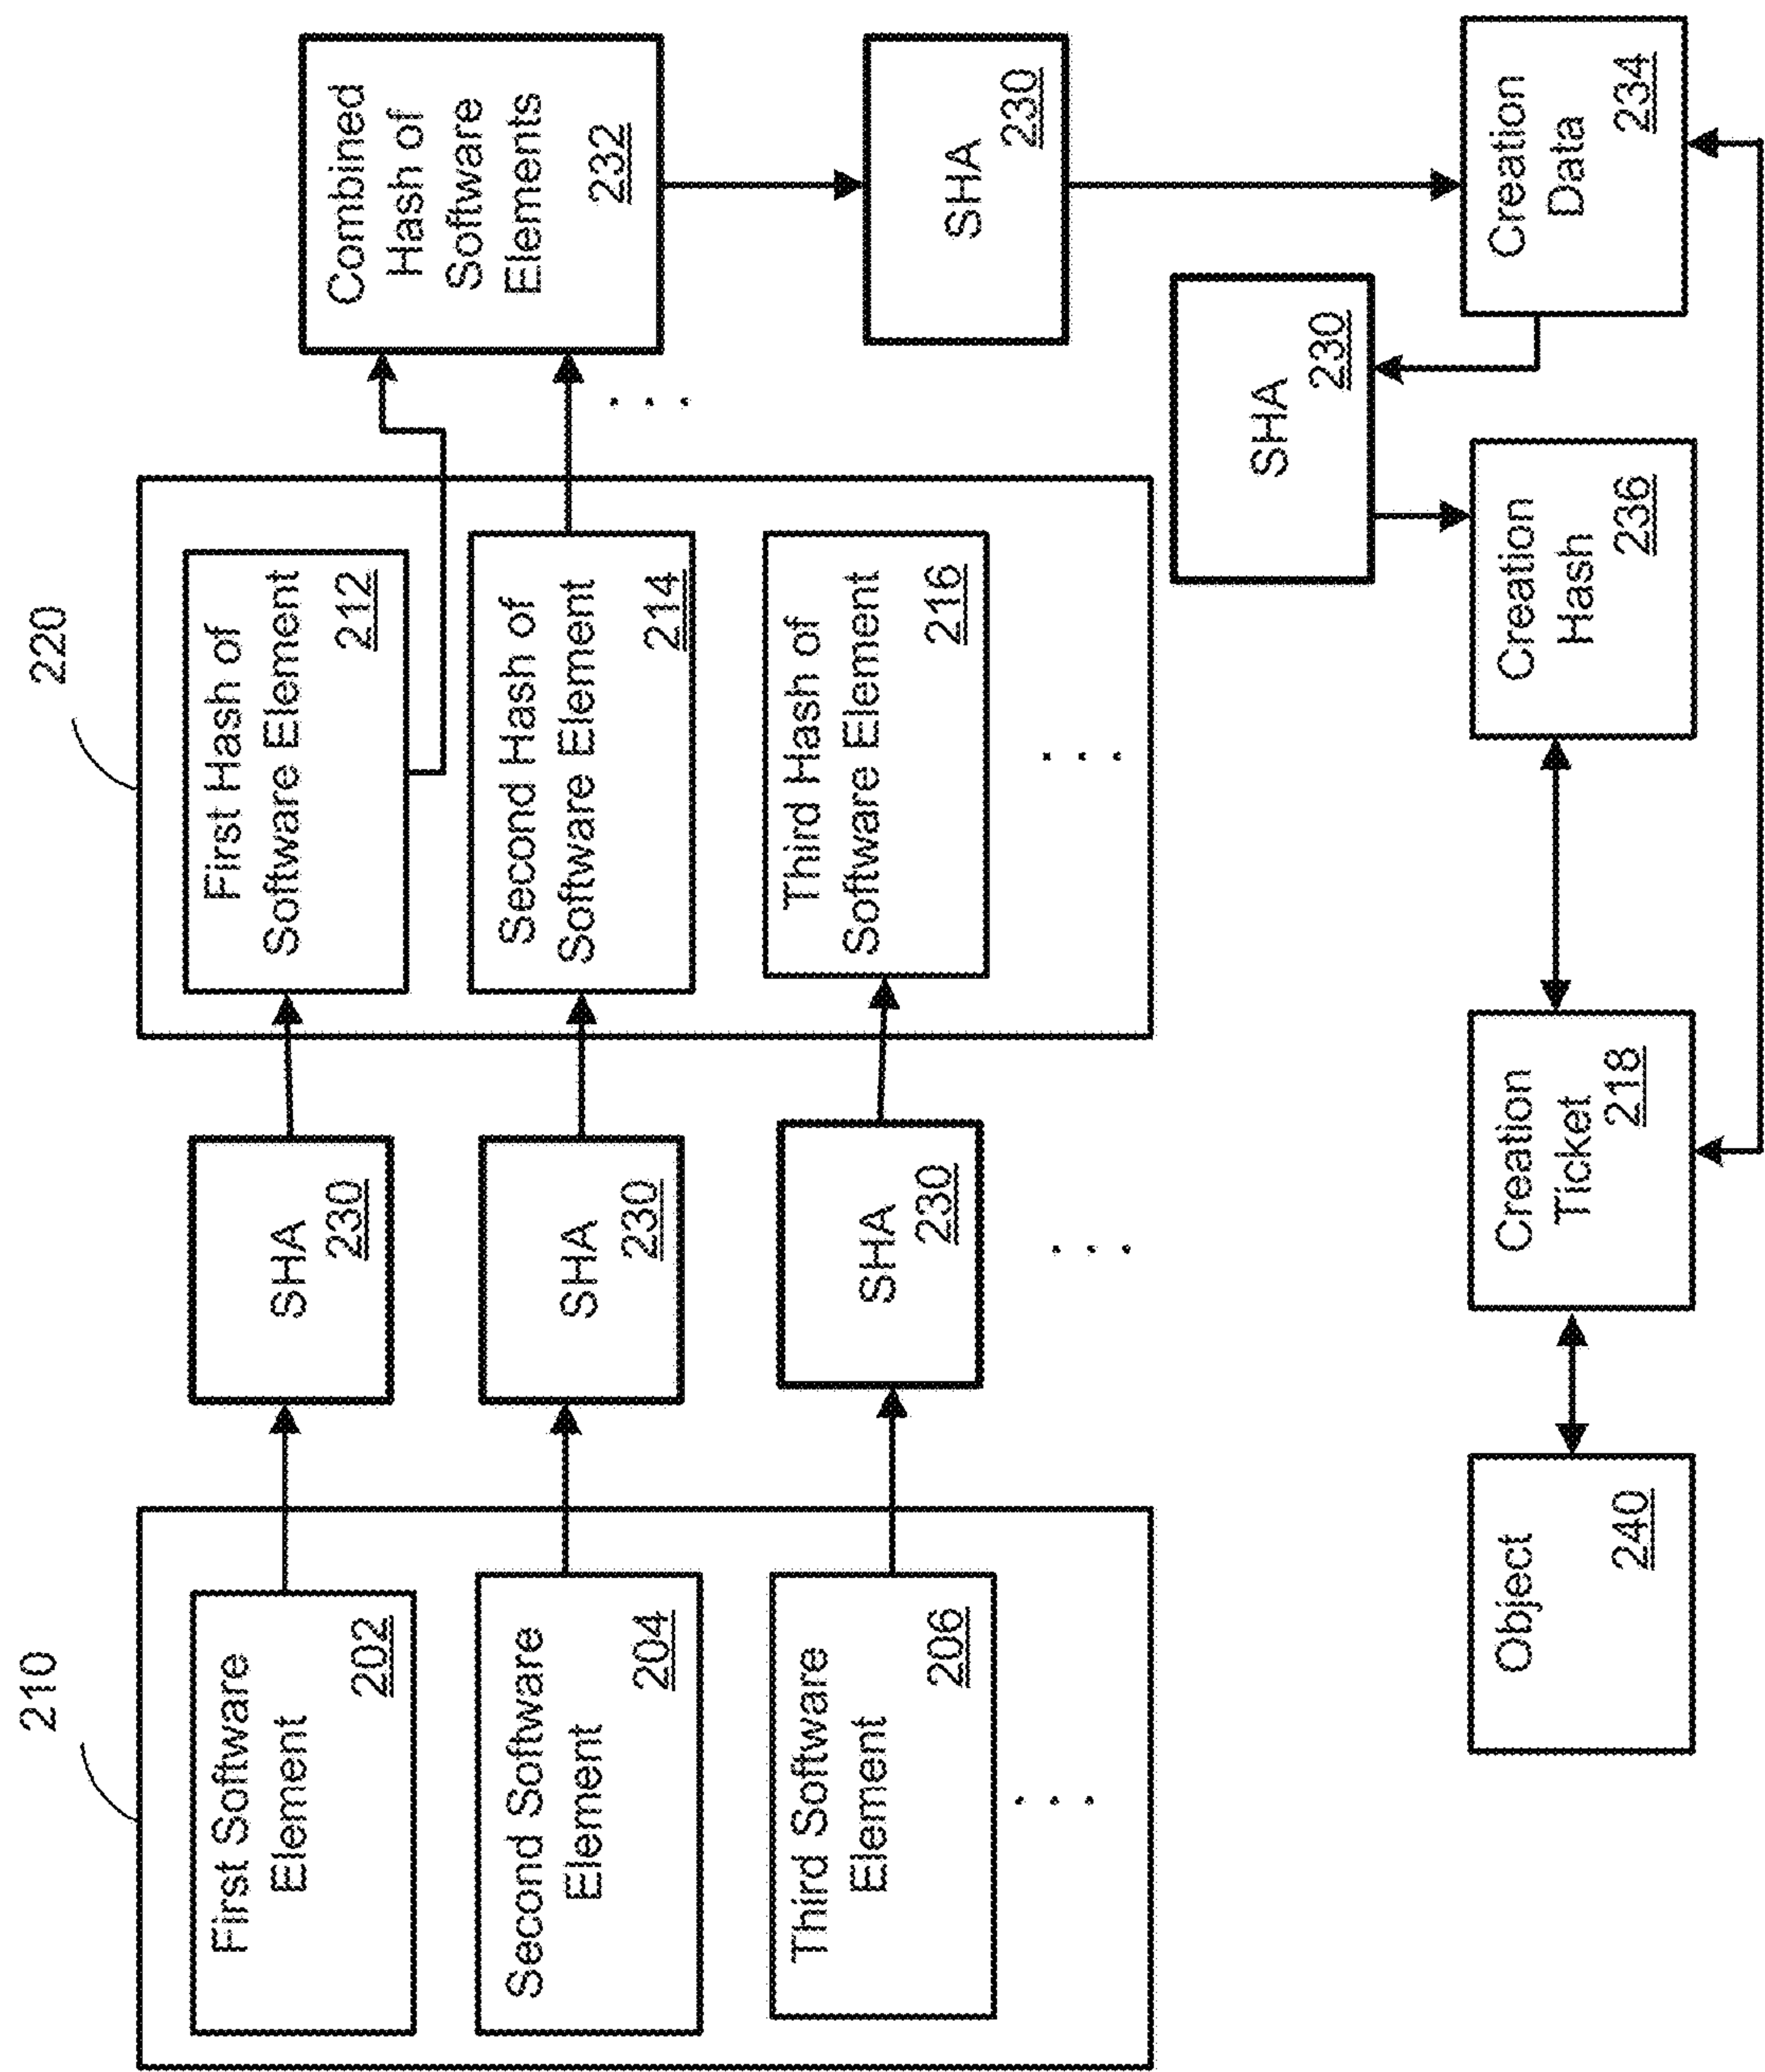 210
First Software
Element
202
Second Software
Element
204
Third Software
Element
206
. . .
SHA
230
SHA
230
SHA
230
. . .
220
First Hash of
Software Element
212
Second Hash of
Software Element
214
Third Hash of
Software Element
216
. . .
. . .
Combined
Hash of
Software
Elements
232
SHA
230
SHA
230
Object
240
Creation
Ticket
218
Creation
Hash
236
Creation
Data
234